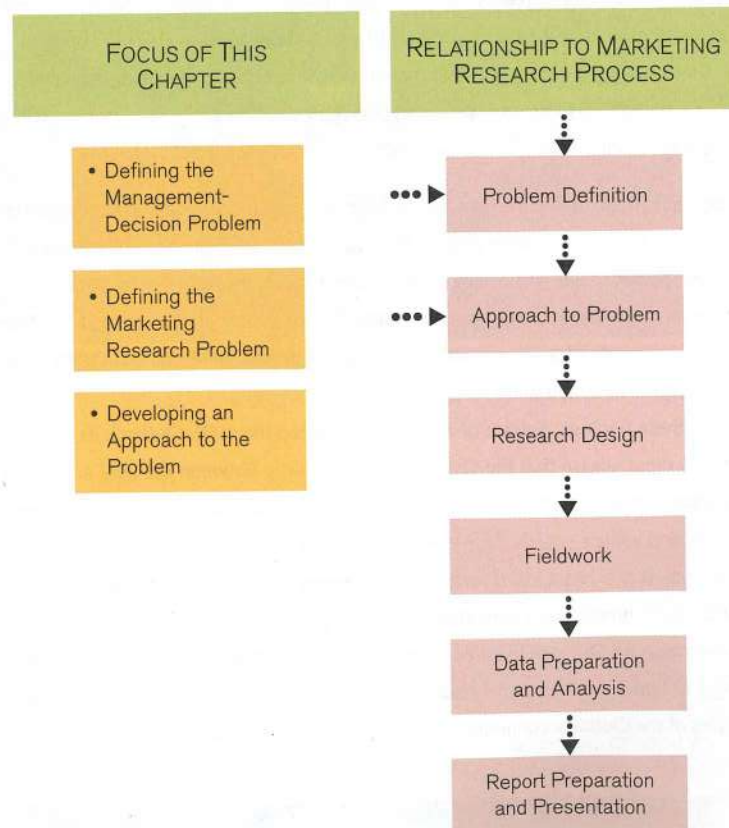 FOCUS OF THIS
CHAPTER
• Defining the
Management-
Decision Problem
• Defining the
Marketing
Research Problem
• Developing an
Approach to the
Problem
RELATIONSHIP TO MARKETING
RESEARCH PROCESS
Problem Definition
Approach to Problem
Research Design
Fieldwork
Data Preparation
and Analysis
Report Preparation
and Presentation